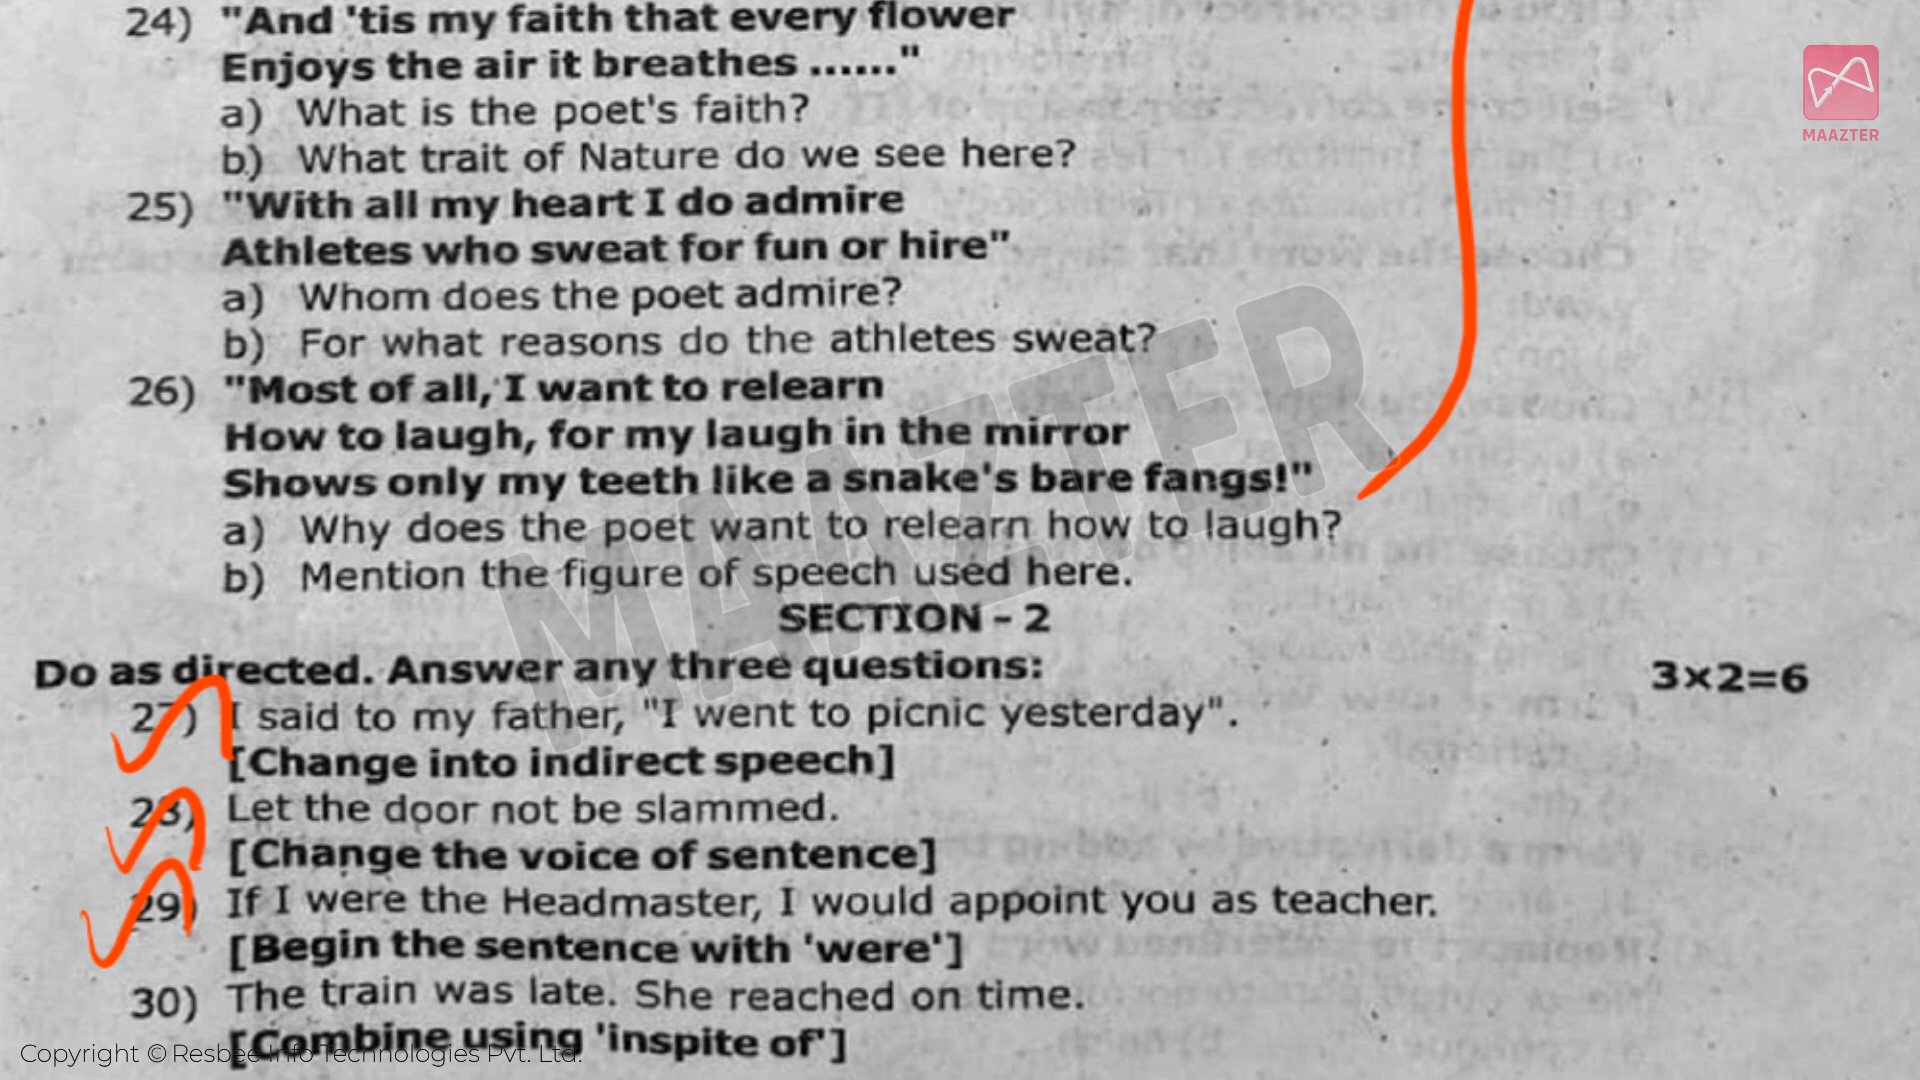 24) "And 'tis my faith that every flower
Enjoys the air it breathes ......"
a) What is the poet's faith?
b) What trait of Nature do we see here?
25) "With all my heart I do admire
Athletes who sweat for fun or hire"
a) Whom does the poet admire?
b) For what reasons do the athletes sweat?
26) "Most of all, I want to relearn
How to laugh, for my laugh in the mirror
Shows only my teeth like a snake's bare fangs!"
a) Why does the poet want to relearn how to laugh?
b) Mention the figure of speech used here.
SECTION - 2
Do as directed. Answer any three questions: 3×2=6
27) I said to my father, "I went to picnic yesterday".
[Change into indirect speech]
28) Let the door not be slammed.
[Change the voice of sentence]
29) If I were the Headmaster, I would appoint you as teacher.
[Begin the sentence with 'were']
30) The train was late. She reached on time.
[Combine using 'inspite of']
MAAZTER
MAAZTER
Copyright © Resbee Info Technologies Pvt. Ltd.